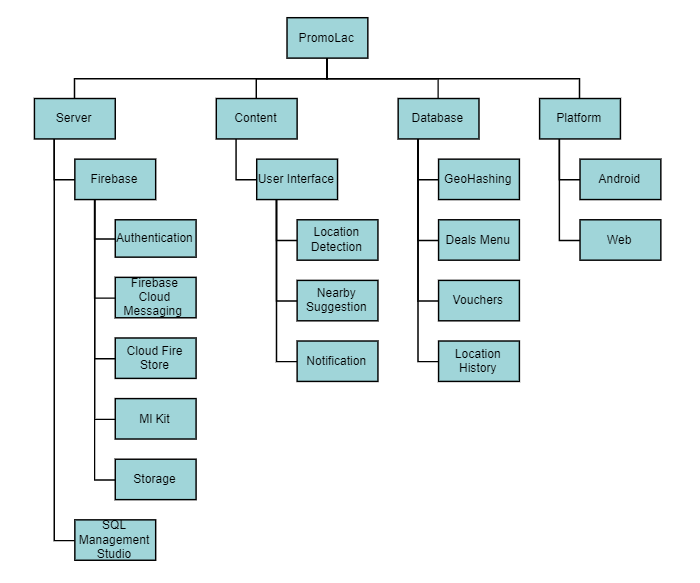 PromoLac
Server
Content
Database
Platform
Firebase
User Interface
GeoHashing
Android
Authentication
Location
Detection
Deals Menu
Web
Firebase
Cloud
Messaging
Nearby
Suggestion
Vouchers
Cloud Fire
Store
Notification
Location
History
MI Kit
Storage
SQL
Management
Studio